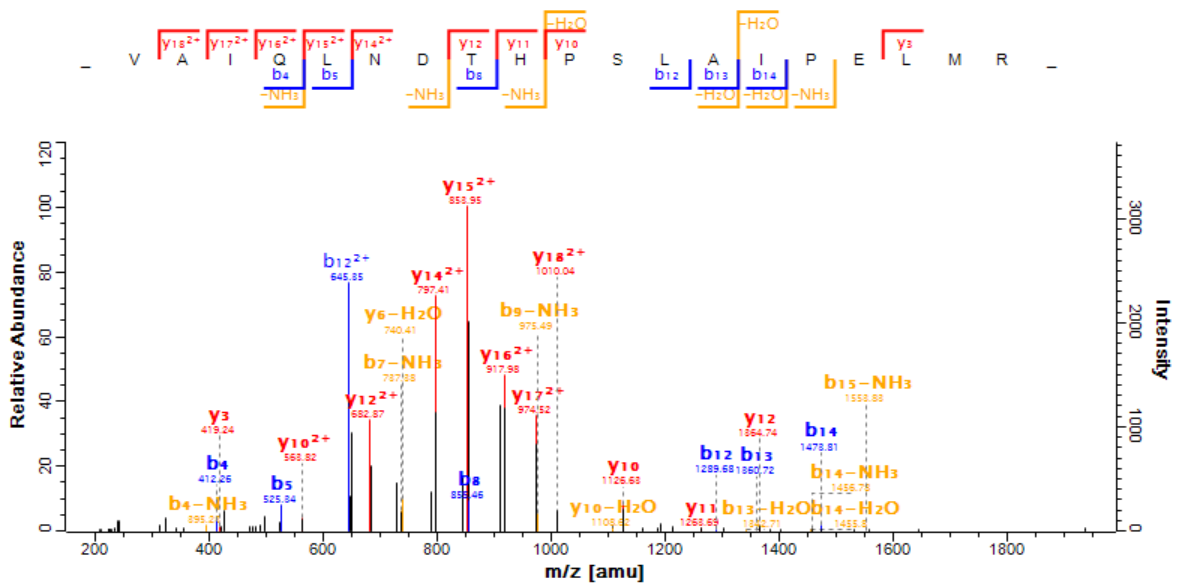 −H₂O −H₂O
y₁₈²⁺ y₁₇²⁺ y₁₆²⁺ y₁₅²⁺ y₁₄²⁺ y₁₂ y₁₁ y₁₀ y₃
_ V A I Q L N D T H P S L A I P E L M R _
b₄ b₅ b₈ b₁₂ b₁₃ b₁₄
−NH₃ −NH₃ −NH₃ −H₂O −H₂O −NH₃
Relative Abundance
120
100
80
60
40
20
0
y₁₅²⁺
858.95
b₁₂²⁺
645.85
y₁₄²⁺
797.41
y₁₈²⁺
1010.04
y₆−H₂O
740.41
b₉−NH₃
975.49
b₇−NH₃
y₁₆²⁺
917.98
y₁₂²⁺
682.87
y₁₇²⁺
974.52
b₁₅−NH₃
1558.88
y₃
419.24
y₁₀²⁺
568.82
y₁₂
1864.74
b₁₄
1478.81
b₄
412.26
b₅
525.84
b₈
y₁₀
1126.68
b₁₂
1289.68
b₁₃
1860.72
b₁₄−NH₃
b₄−NH₃
y₁₀−H₂O
y₁₁
1268.69
b₁₃−H₂O
b₁₄−H₂O
3000
2000
1000
0
Intensity
200 400 600 800 1000 1200 1400 1600 1800
m/z [amu]